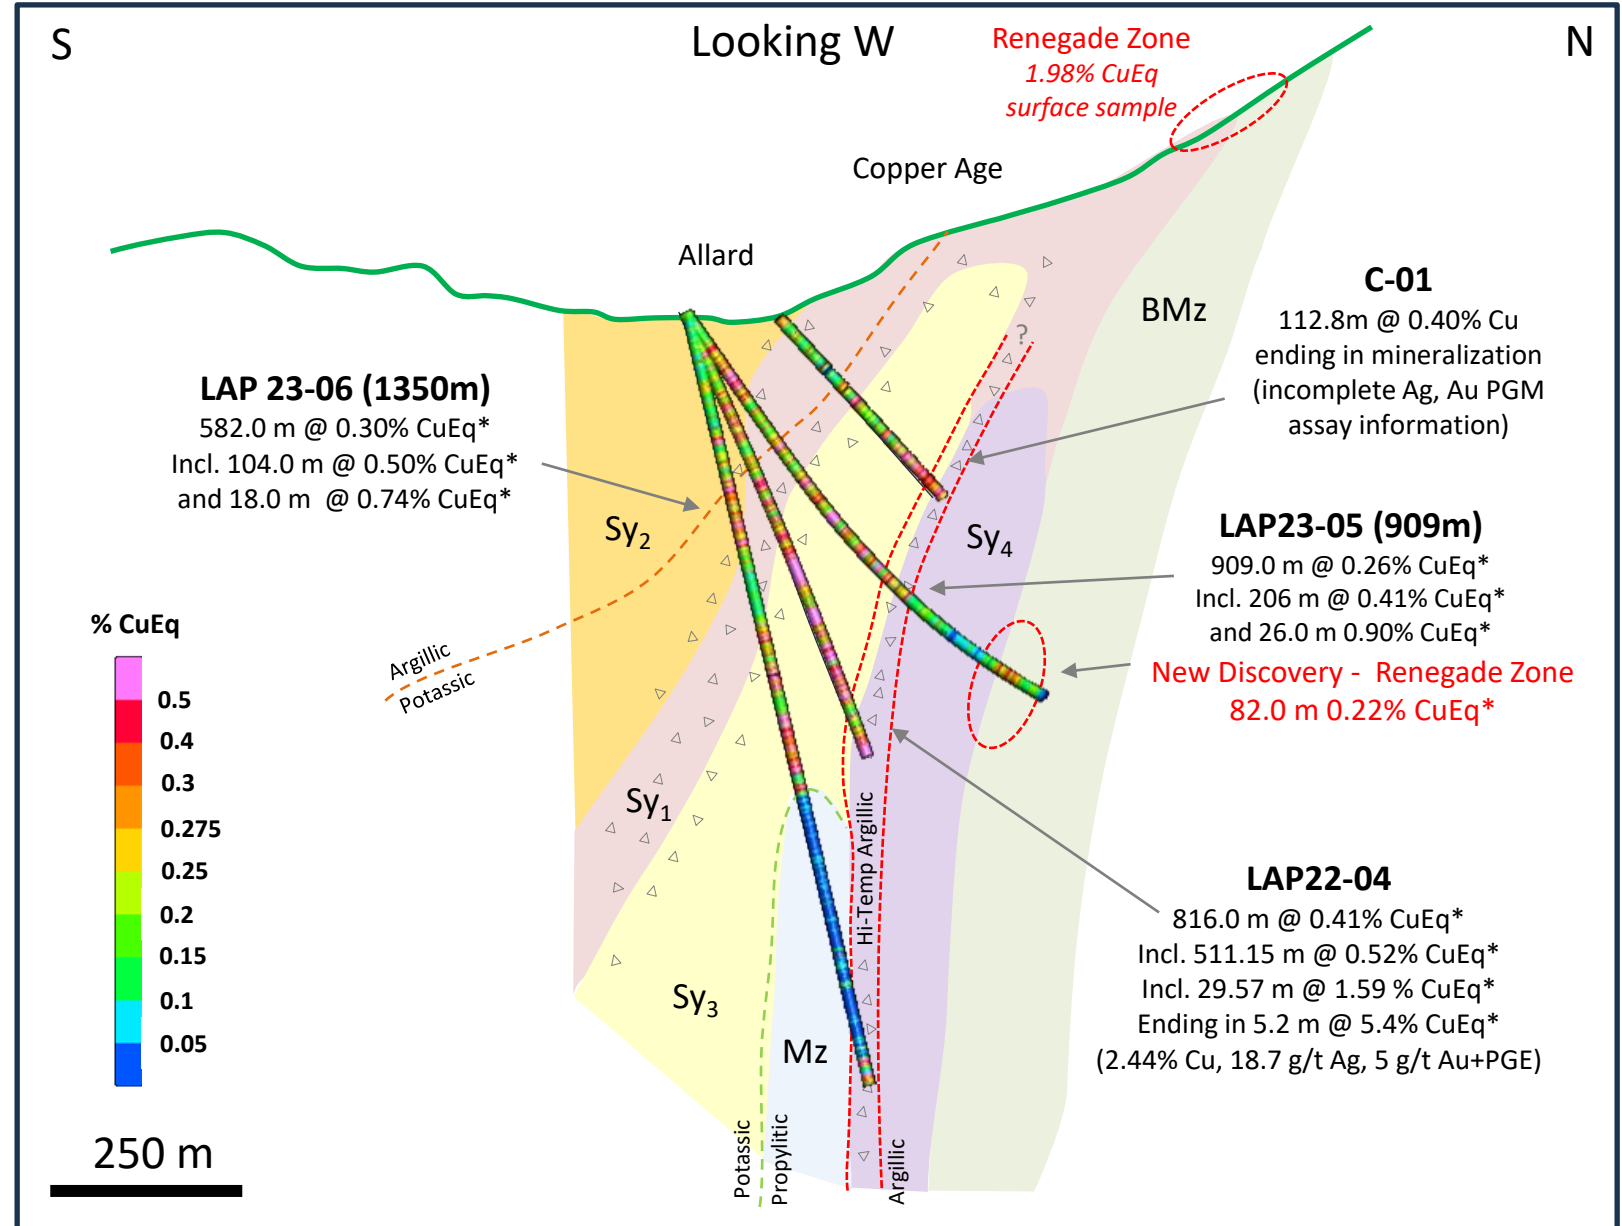 S
Looking W
N
Renegade Zone
1.98% CuEq
surface sample
Copper Age
Allard
BMz
C-01
112.8m @ 0.40% Cu
ending in mineralization
(incomplete Ag, Au PGM
assay information)
?
LAP 23-06 (1350m)
582.0 m @ 0.30% CuEq*
Incl. 104.0 m @ 0.50% CuEq*
and 18.0 m @ 0.74% CuEq*
Sy2
Sy4
LAP23-05 (909m)
909.0 m @ 0.26% CuEq*
Incl. 206 m @ 0.41% CuEq*
and 26.0 m 0.90% CuEq*
New Discovery - Renegade Zone
82.0 m 0.22% CuEq*
% CuEq
0.5
0.4
0.3
0.275
0.25
0.2
0.15
0.1
0.05
Argillic
Potassic
Sy1
Hi-Temp Argillic
LAP22-04
816.0 m @ 0.41% CuEq*
Incl. 511.15 m @ 0.52% CuEq*
Incl. 29.57 m @ 1.59 % CuEq*
Ending in 5.2 m @ 5.4% CuEq*
(2.44% Cu, 18.7 g/t Ag, 5 g/t Au+PGE)
Sy3
Mz
Potassic
Propylitic
Argillic
250 m